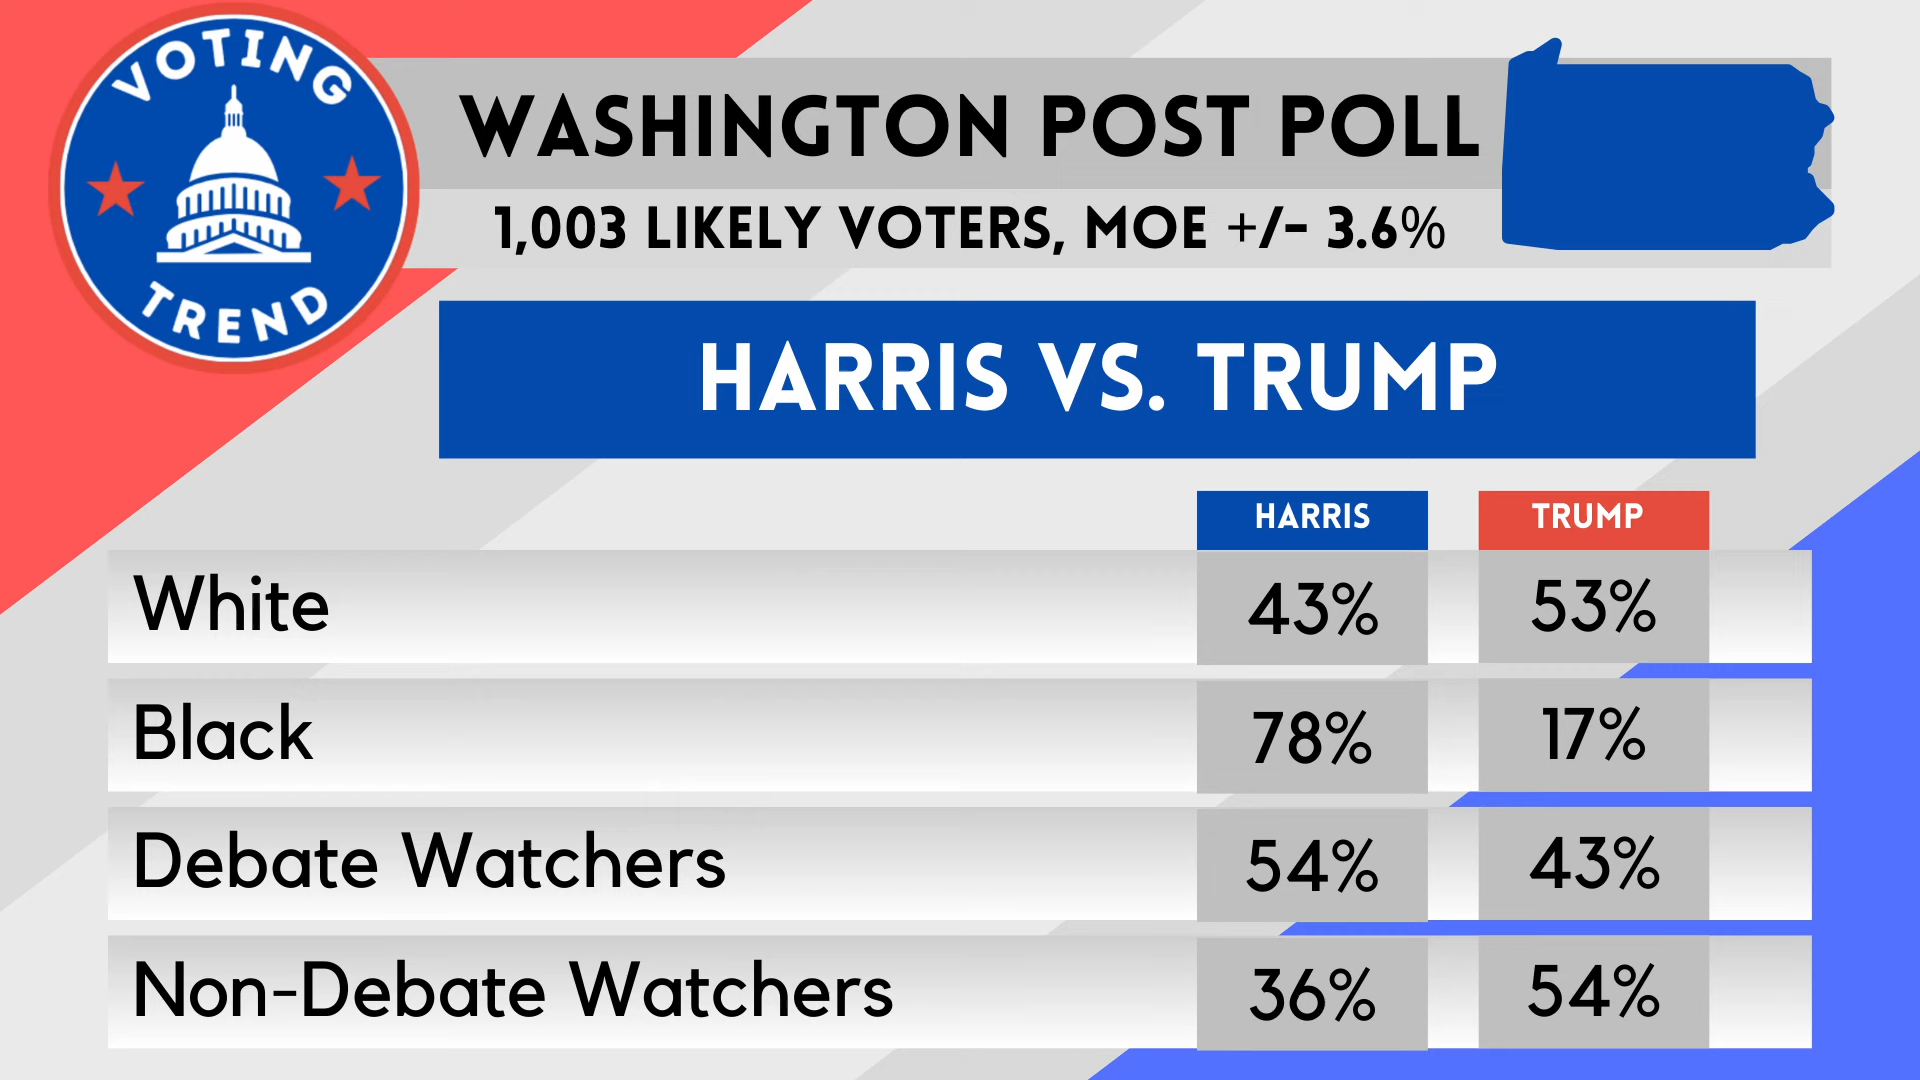 VOTING
TREND
WASHINGTON POST POLL
1,003 LIKELY VOTERS, MOE +/- 3.6%
HARRIS VS. TRUMP
HARRIS TRUMP
White 43% 53%
Black 78% 17%
Debate Watchers 54% 43%
Non-Debate Watchers 36% 54%